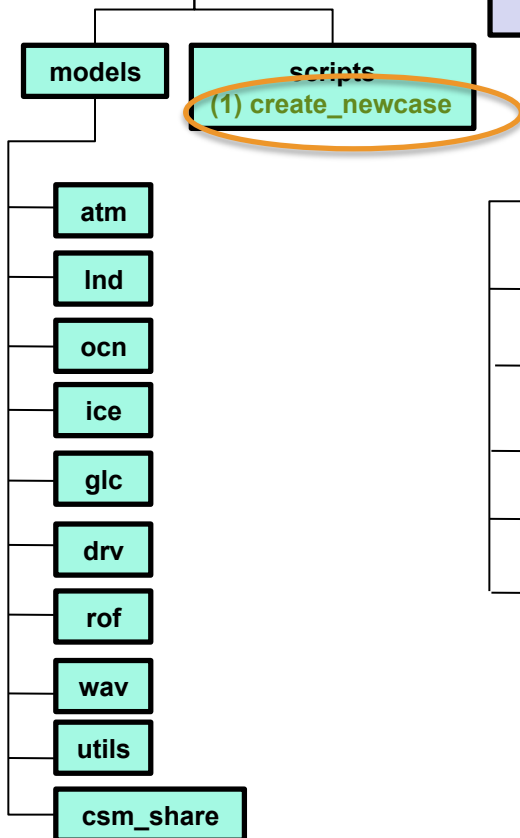 models
scripts
(1) create_newcase
atm
lnd
ocn
ice
glc
drv
rof
wav
utils
csm_share